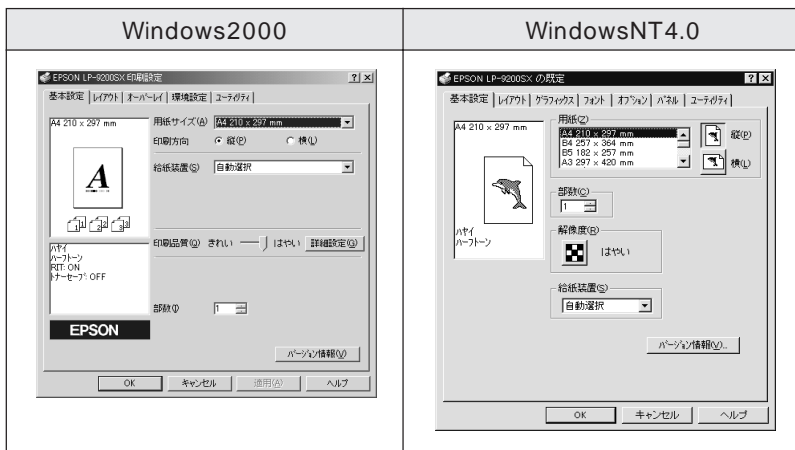 Windows2000
WindowsNT4.0
EPSON LP-9200SX 印刷設定
基本設定 レイアウト オーバーレイ 環境設定 ユーティリティ
A4 210 x 297 mm
A
1 1 2 2 3 3
ハヤイ
ハーフトーン
RIT: ON
トナーセーブ: OFF
EPSON
用紙サイズ(A) A4 210 x 297 mm
印刷方向 縦(P) 横(L)
給紙装置(S) 自動選択
印刷品質(Q) きれい はやい 詳細設定(G)
部数(I) 1
バージョン情報(V)
OK キャンセル 適用(A) ヘルプ
EPSON LP-9200SX の既定
基本設定 レイアウト グラフィックス フォント オプション パネル ユーティリティ
A4 210 x 297 mm
ハヤイ
ハーフトーン
用紙(Z)
A4 210 x 297 mm
B4 257 x 364 mm
B5 182 x 257 mm
A3 297 x 420 mm
縦(P)
横(L)
部数(C)
1
解像度(R)
はやい
給紙装置(S)
自動選択
バージョン情報(V)...
OK キャンセル ヘルプ